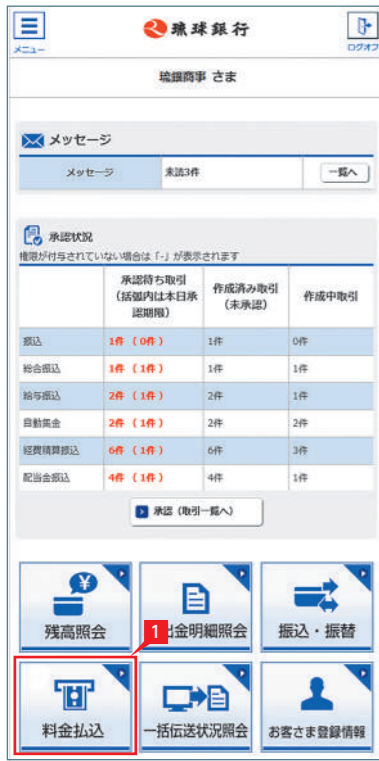 メニュー
琉球銀行
ログオフ
琉銀商事 さま
メッセージ
メッセージ 未読3件 一覧へ
承認状況
権限が付与されていない場合は「-」が表示されます
承認待ち取引(括弧内は本日承認期限) 作成済み取引(未承認) 作成中取引
振込 1件 (0件) 1件 0件
総合振込 1件 (1件) 1件 1件
給与振込 2件 (1件) 2件 1件
自動集金 2件 (1件) 2件 2件
経費精算振込 6件 (1件) 6件 3件
配当金振込 4件 (1件) 4件 1件
承認(取引一覧へ)
残高照会 1 出金明細照会 振込・振替
料金払込 一括伝送状況照会 お客さま登録情報